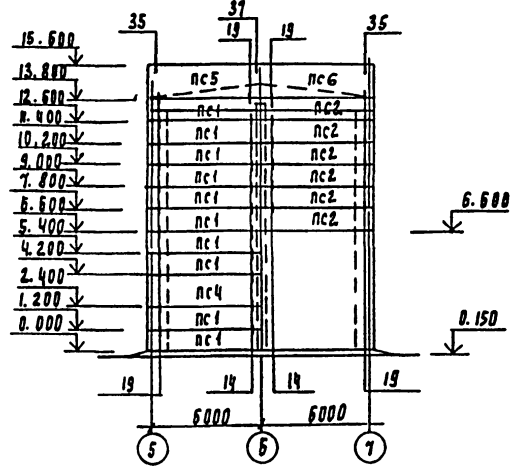 37
35 19 19 35
15.600
13.800
12.600
11.400
10.200
9.000
7.800
6.600
5.400
4.200
2.400
1.200
0.000
пс5 пс6
пс1 пс2
пс1 пс2
пс1 пс2
пс1 пс2
пс1 пс2
пс1 пс2
пс1
пс1
пс4
пс1
пс1
6.600
0.150
19 14 14 19
6000 6000
5 6 7